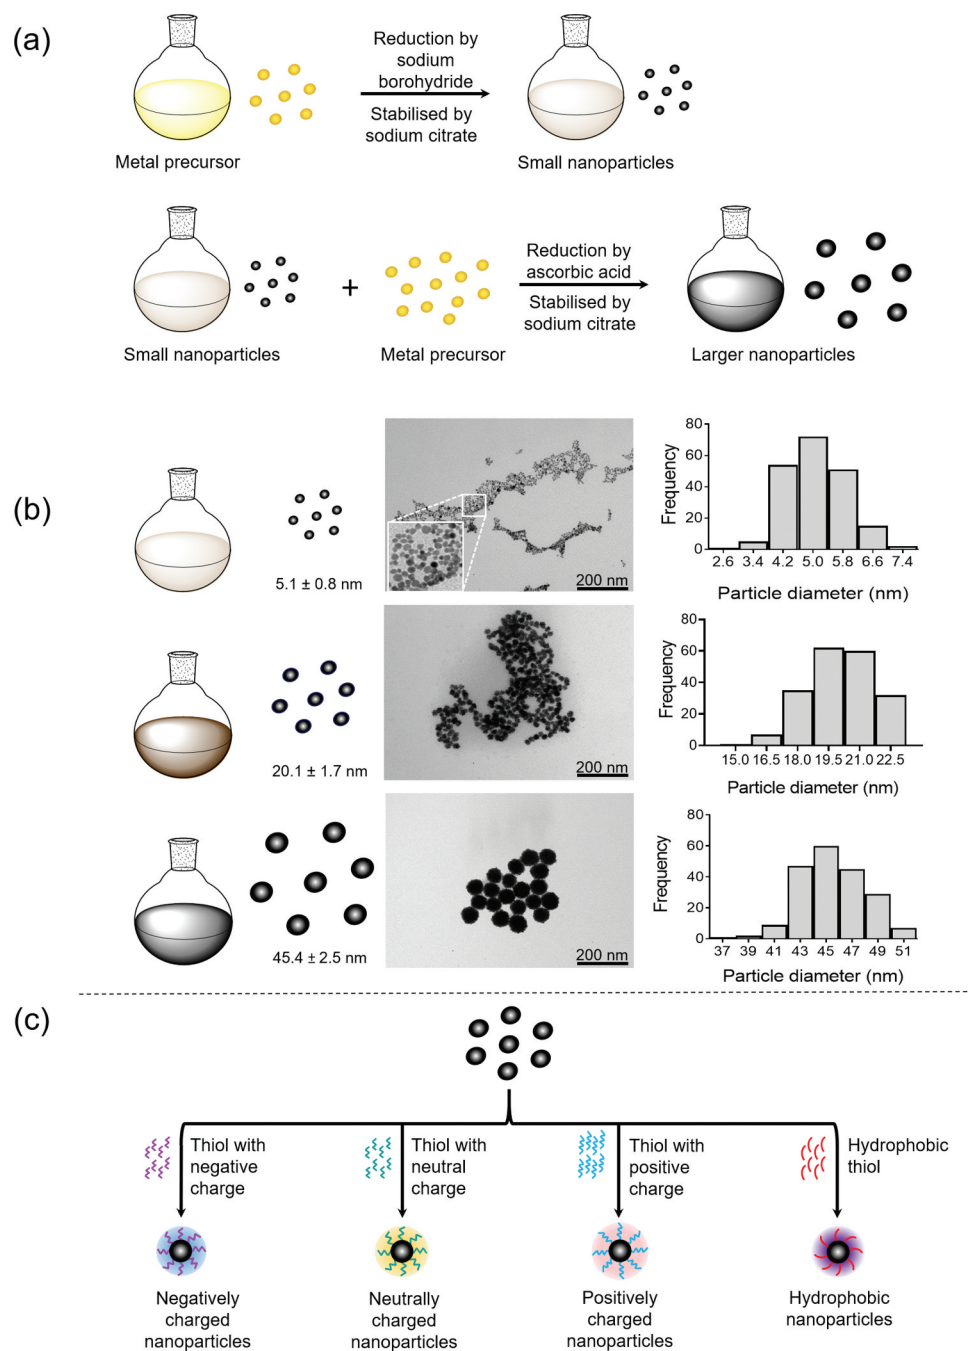 (a)
Reduction by
sodium
borohydride
Stabilised by
sodium citrate
Metal precursor
Small nanoparticles
+
Reduction by
ascorbic acid
Stabilised by
sodium citrate
Small nanoparticles
Metal precursor
Larger nanoparticles
(b)
5.1 ± 0.8 nm
200 nm
Frequency
80
60
40
20
0
2.6 3.4 4.2 5.0 5.8 6.6 7.4
Particle diameter (nm)
20.1 ± 1.7 nm
200 nm
Frequency
80
60
40
20
0
15.0 16.5 18.0 19.5 21.0 22.5
Particle diameter (nm)
45.4 ± 2.5 nm
200 nm
Frequency
80
60
40
20
0
37 39 41 43 45 47 49 51
Particle diameter (nm)
(c)
Thiol with
negative
charge
Thiol with
neutral
charge
Thiol with
positive
charge
Hydrophobic
thiol
Negatively
charged
nanoparticles
Neutrally
charged
nanoparticles
Positively
charged
nanoparticles
Hydrophobic
nanoparticles